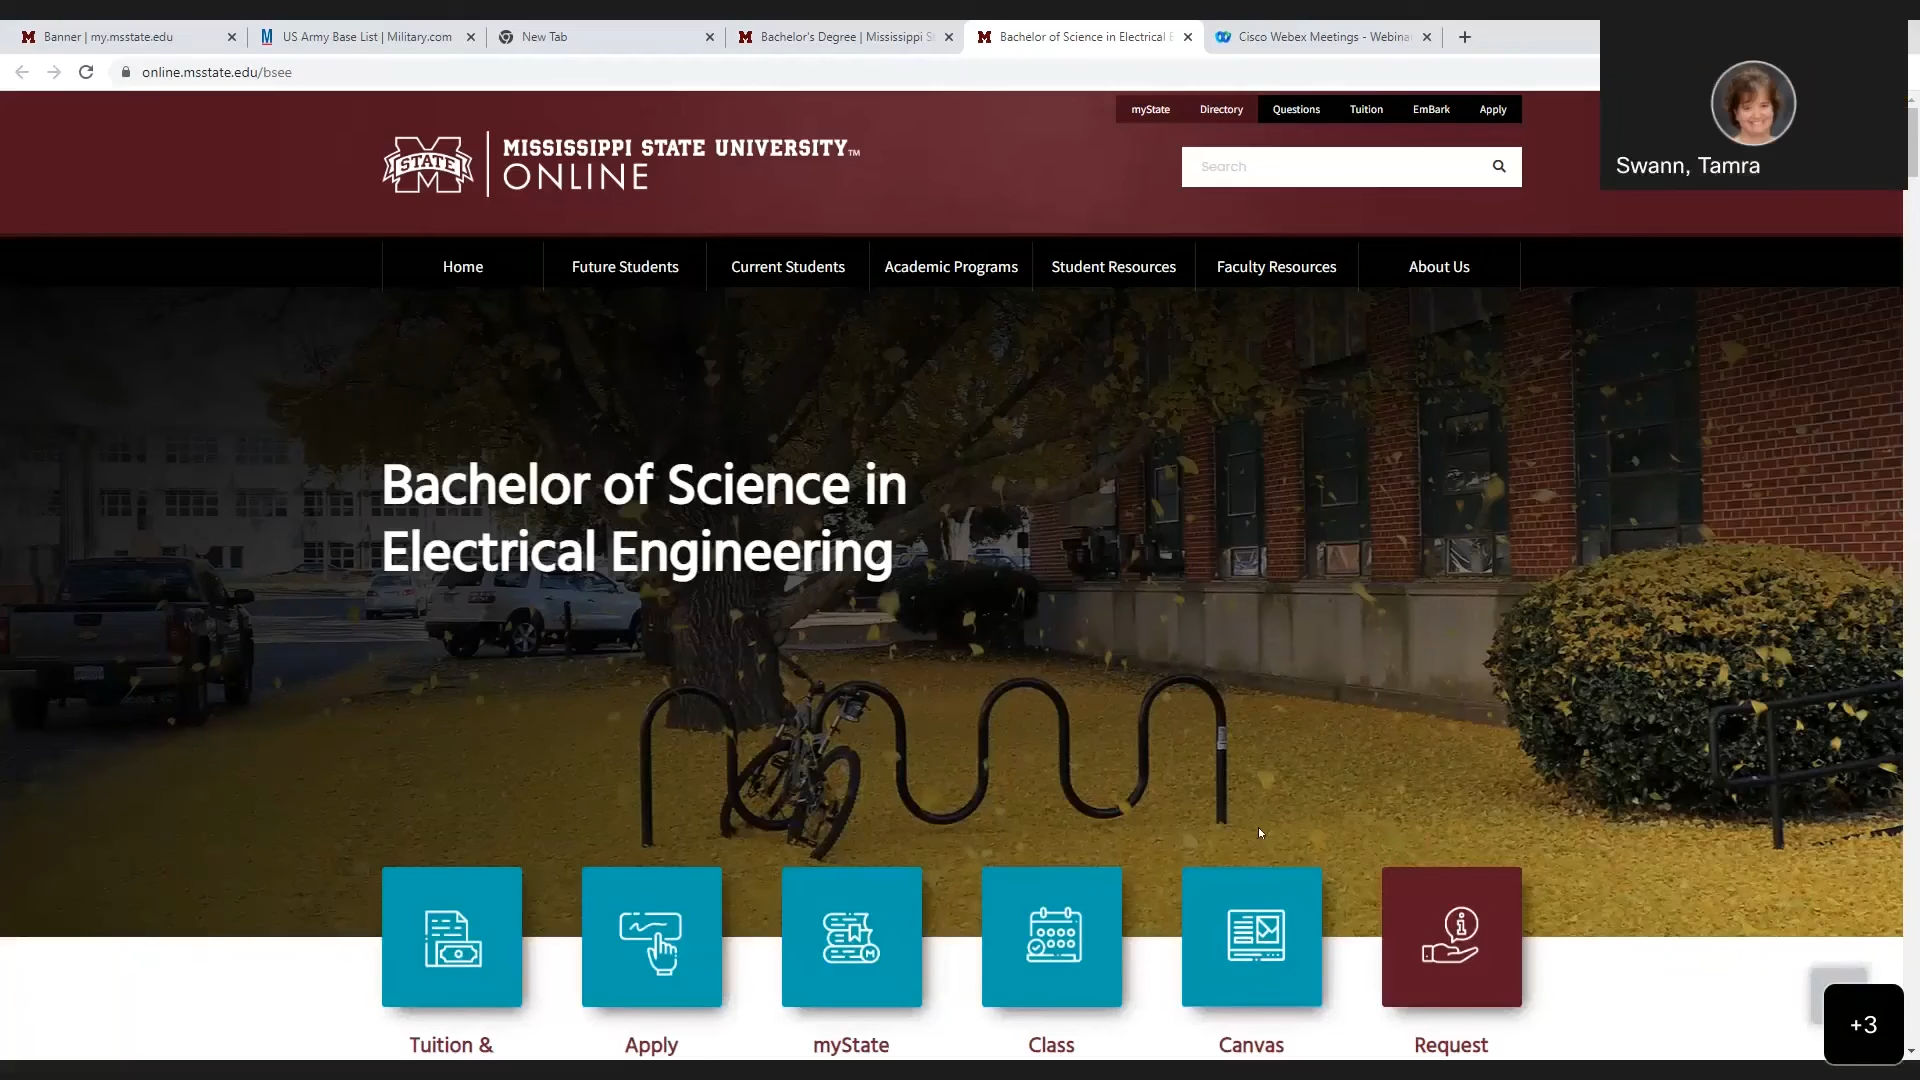 Banner | my.msstate.edu
US Army Base List | Military.com
New Tab
Bachelor's Degree | Mississippi S
Bachelor of Science in Electrical E
Cisco Webex Meetings - Webina
online.msstate.edu/bsee
Swann, Tamra
myState
Directory
Questions
Tuition
EmBark
Apply
STATE
MISSISSIPPI STATE UNIVERSITY™
ONLINE
Search
Home
Future Students
Current Students
Academic Programs
Student Resources
Faculty Resources
About Us
Bachelor of Science in
Electrical Engineering
Tuition &
Apply
myState
Class
Canvas
Request
+3